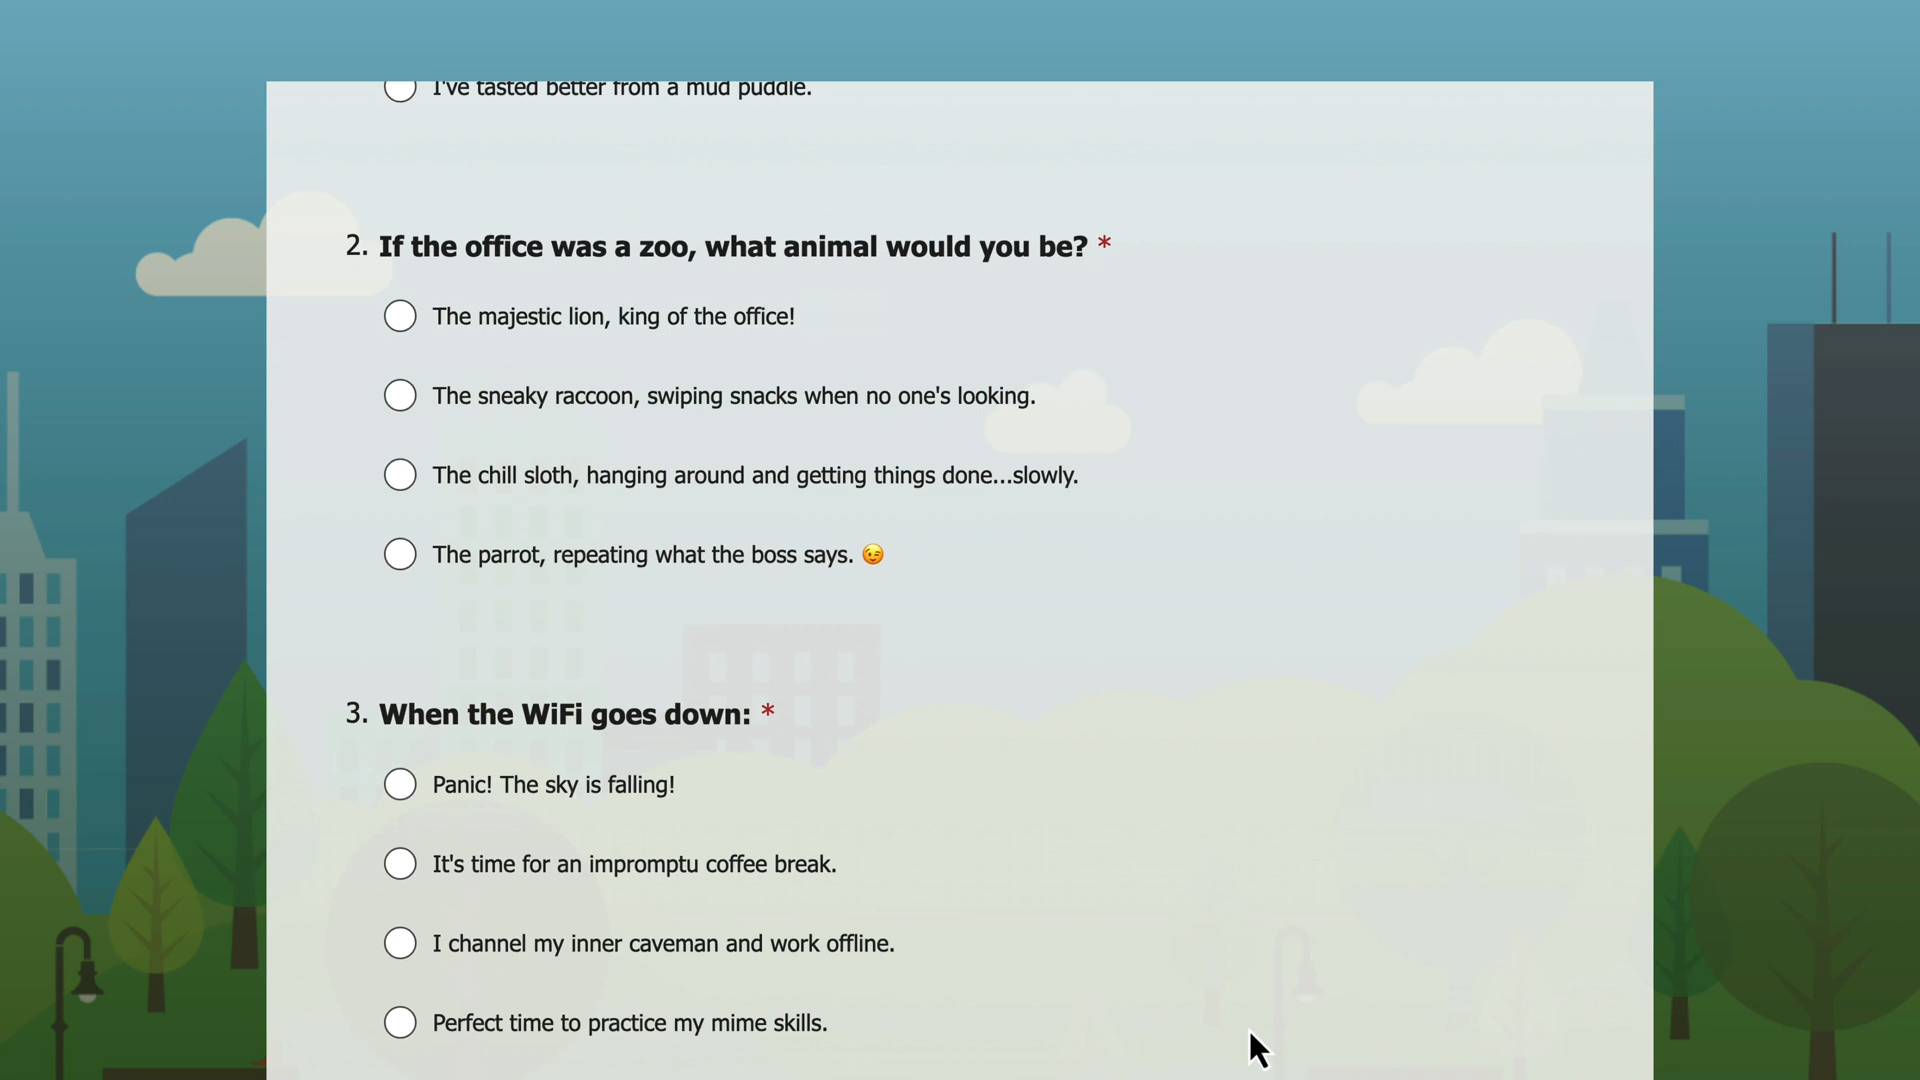 I've tasted better from a mud puddle.
2. If the office was a zoo, what animal would you be? *
The majestic lion, king of the office!
The sneaky raccoon, swiping snacks when no one's looking.
The chill sloth, hanging around and getting things done...slowly.
The parrot, repeating what the boss says. 😉
3. When the WiFi goes down: *
Panic! The sky is falling!
It's time for an impromptu coffee break.
I channel my inner caveman and work offline.
Perfect time to practice my mime skills.